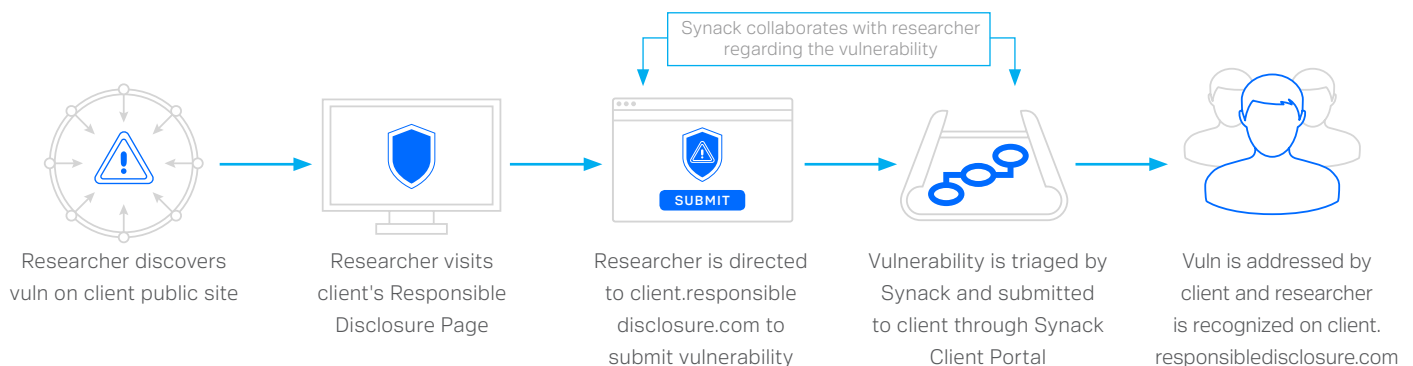 Synack collaborates with researcher
regarding the vulnerability
SUBMIT
Researcher discovers
vuln on client public site
Researcher visits
client's Responsible
Disclosure Page
Researcher is directed
to client.responsible
disclosure.com to
submit vulnerability
Vulnerability is triaged by
Synack and submitted
to client through Synack
Client Portal
Vuln is addressed by
client and researcher
is recognized on client.
responsibledisclosure.com